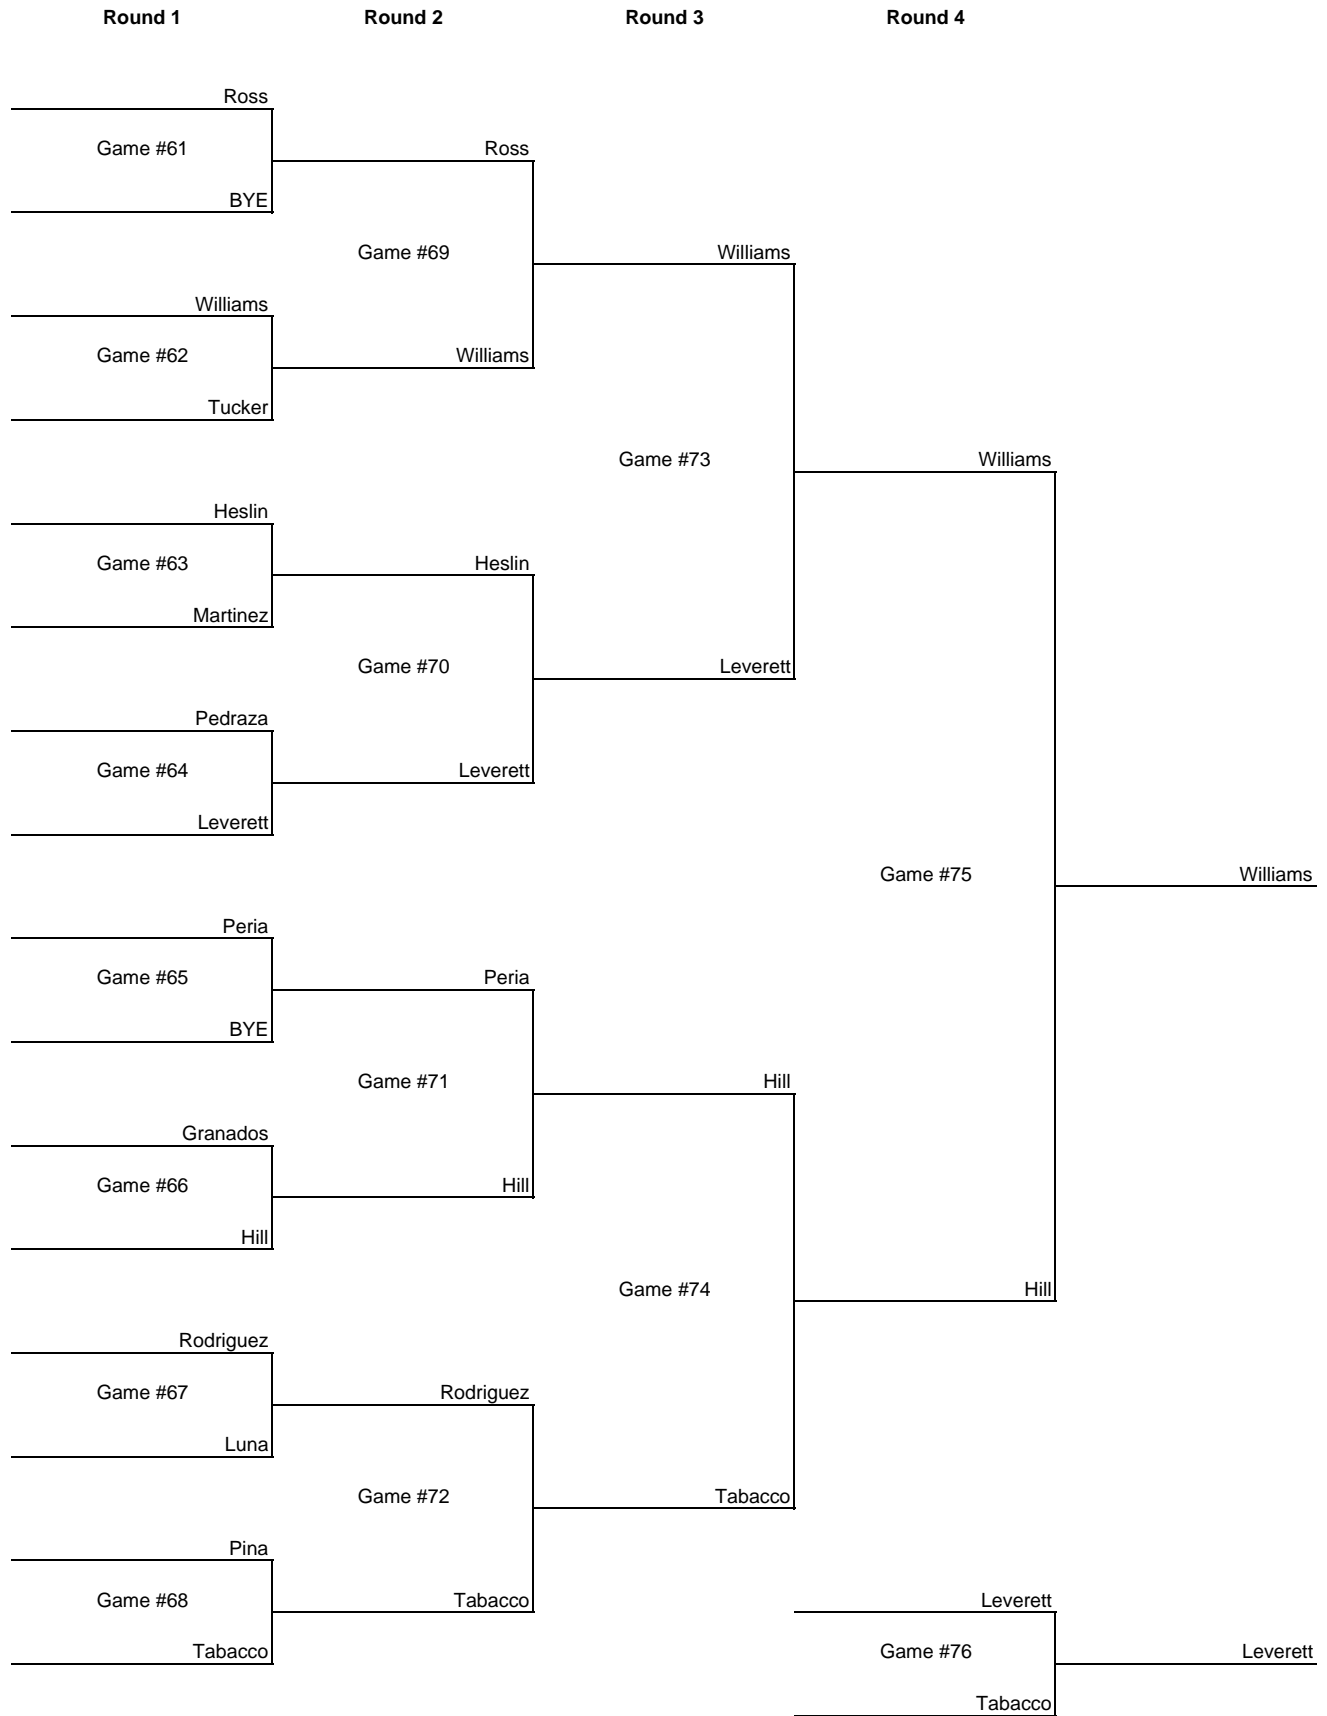 Round 1 Round 2 Round 3 Round 4
Ross
Game #61 Ross
BYE
Game #69 Williams
Williams
Game #62 Williams
Tucker
Game #73 Williams
Heslin
Game #63 Heslin
Martinez
Game #70 Leverett
Pedraza
Game #64 Leverett
Leverett
Game #75 Williams
Peria
Game #65 Peria
BYE
Game #71 Hill
Granados
Game #66 Hill
Hill
Game #74 Hill
Rodriguez
Game #67 Rodriguez
Luna
Game #72 Tabacco
Pina
Game #68 Tabacco Leverett
Tabacco Game #76 Leverett
Tabacco